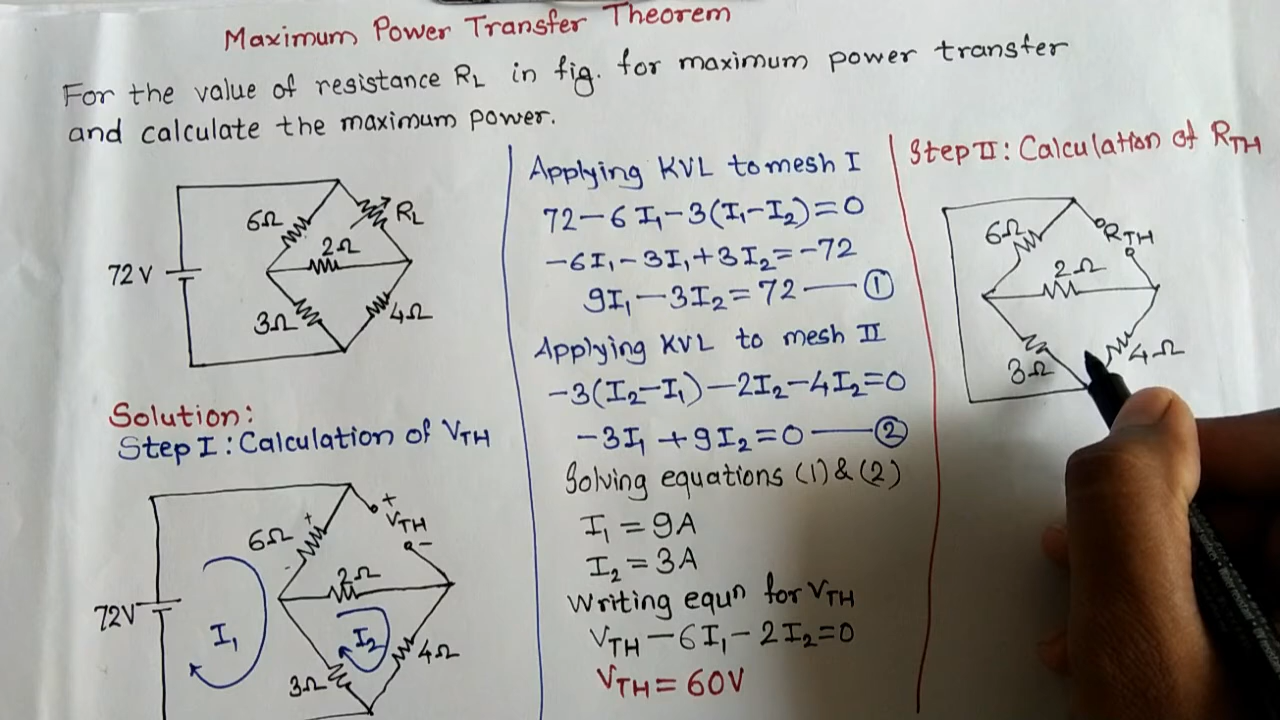 Maximum Power Transfer Theorem
For the value of resistance RL in fig. for maximum power transfer
and calculate the maximum power.
6Ω
RL
2Ω
72 V
3Ω
4Ω
Solution:
Step I : Calculation of VTH
+
6Ω
+
VTH
-
-
2Ω
72V
I1
I2
4Ω
3Ω
Applying KVL to mesh I
72-6I1-3(I1-I2)=0
-6I1-3I1+3I2=-72
9I1-3I2=72 — ①
Applying KVL to mesh II
-3(I2-I1)-2I2-4I2=0
-3I1+9I2=0 — ②
Solving equations (1) & (2)
I1 = 9A
I2 = 3A
Writing equn for VTH
VTH-6I1-2I2=0
VTH = 60V
Step II : Calculation of RTH
6Ω
RTH
2Ω
3Ω
4Ω